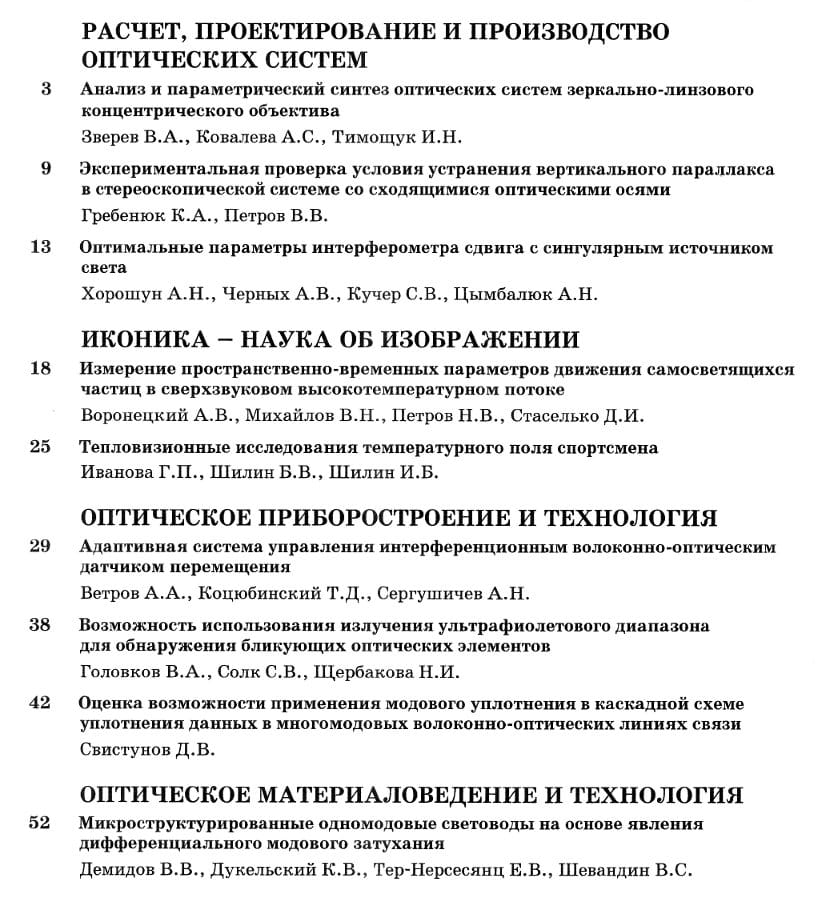 РАСЧЕТ, ПРОЕКТИРОВАНИЕ И ПРОИЗВОДСТВО
ОПТИЧЕСКИХ СИСТЕМ
3 Анализ и параметрический синтез оптических систем зеркально-линзового
концентрического объектива
Зверев В.А., Ковалева А.С., Тимощук И.Н.
9 Экспериментальная проверка условия устранения вертикального параллакса
в стереоскопической системе со сходящимися оптическими осями
Гребенюк К.А., Петров В.В.
13 Оптимальные параметры интерферометра сдвига с сингулярным источником
света
Хорошун А.Н., Черных А.В., Кучер С.В., Цымбалюк А.Н.
ИКОНИКА – НАУКА ОБ ИЗОБРАЖЕНИИ
18 Измерение пространственно-временных параметров движения самосветящихся
частиц в сверхзвуковом высокотемпературном потоке
Воронецкий А.В., Михайлов В.Н., Петров Н.В., Стаселько Д.И.
25 Тепловизионные исследования температурного поля спортсмена
Иванова Г.П., Шилин Б.В., Шилин И.Б.
ОПТИЧЕСКОЕ ПРИБОРОСТРОЕНИЕ И ТЕХНОЛОГИЯ
29 Адаптивная система управления интерференционным волоконно-оптическим
датчиком перемещения
Ветров А.А., Коцюбинский Т.Д., Сергушичев А.Н.
38 Возможность использования излучения ультрафиолетового диапазона
для обнаружения бликующих оптических элементов
Головков В.А., Солк С.В., Щербакова Н.И.
42 Оценка возможности применения модового уплотнения в каскадной схеме
уплотнения данных в многомодовых волоконно-оптических линиях связи
Свистунов Д.В.
ОПТИЧЕСКОЕ МАТЕРИАЛОВЕДЕНИЕ И ТЕХНОЛОГИЯ
52 Микроструктурированные одномодовые световоды на основе явления
дифференциального модового затухания
Демидов В.В., Дукельский К.В., Тер-Нерсесянц Е.В., Шевандин В.С.